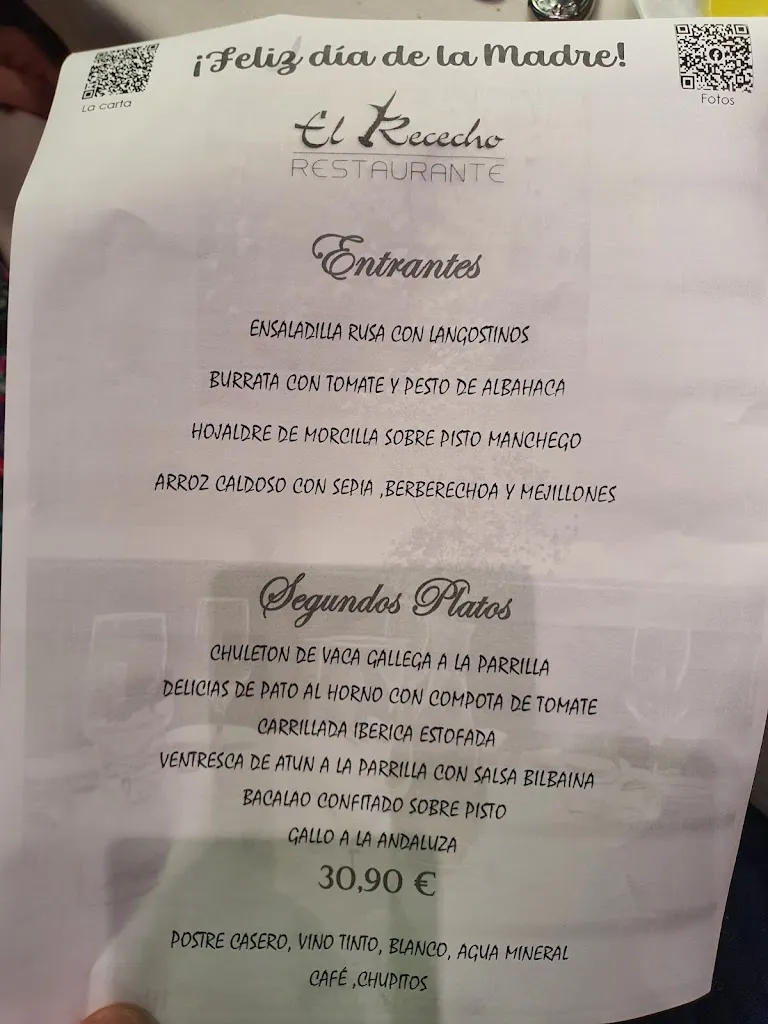 ¡Feliz día de la Madre!
La carta
Fotos
El Rececho
RESTAURANTE
Entrantes
ENSALADILLA RUSA CON LANGOSTINOS
BURRATA CON TOMATE Y PESTO DE ALBAHACA
HOJALDRE DE MORCILLA SOBRE PISTO MANCHEGO
ARROZ CALDOSO CON SEPIA ,BERBERECHOA Y MEJILLONES
Segundos Platos
CHULETON DE VACA GALLEGA A LA PARRILLA
DELICIAS DE PATO AL HORNO CON COMPOTA DE TOMATE
CARRILLADA IBERICA ESTOFADA
VENTRESCA DE ATUN A LA PARRILLA CON SALSA BILBAINA
BACALAO CONFITADO SOBRE PISTO
GALLO A LA ANDALUZA
30,90 €
POSTRE CASERO, VINO TINTO, BLANCO, AGUA MINERAL
CAFÉ ,CHUPITOS